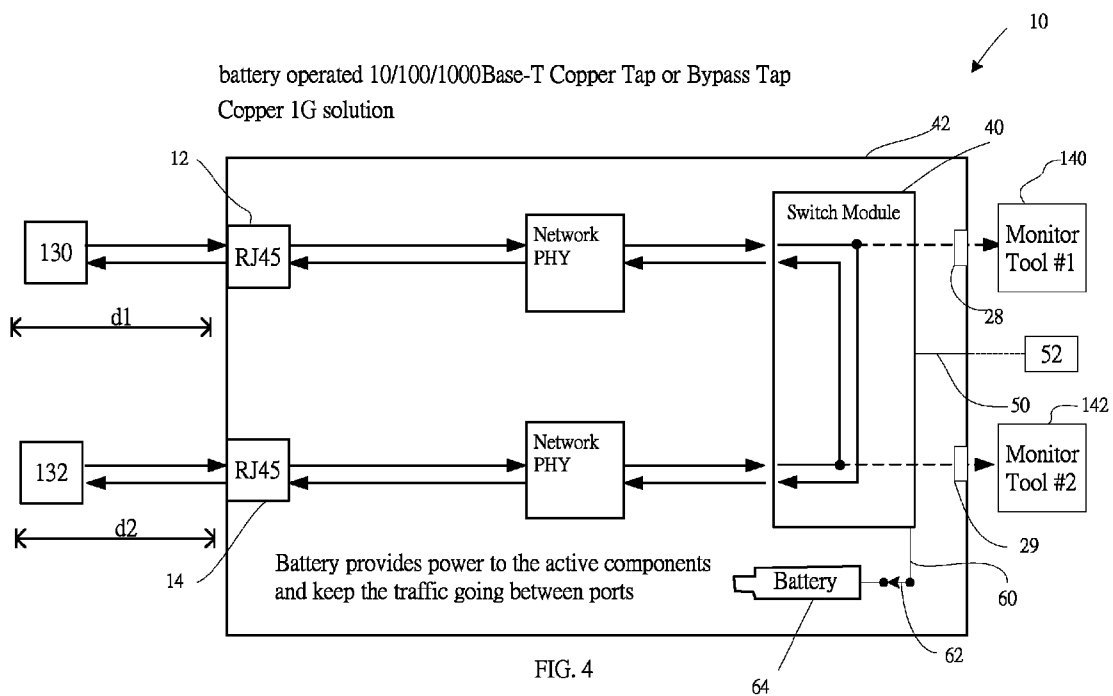 10
battery operated 10/100/1000Base-T Copper Tap or Bypass Tap
Copper 1G solution
42
40
12
140
Switch Module
130
RJ45
Network
PHY
Monitor
Tool #1
28
d1
52
50
142
132
RJ45
Network
PHY
Monitor
Tool #2
d2
29
14
Battery provides power to the active components
and keep the traffic going between ports
Battery
60
62
64
FIG. 4